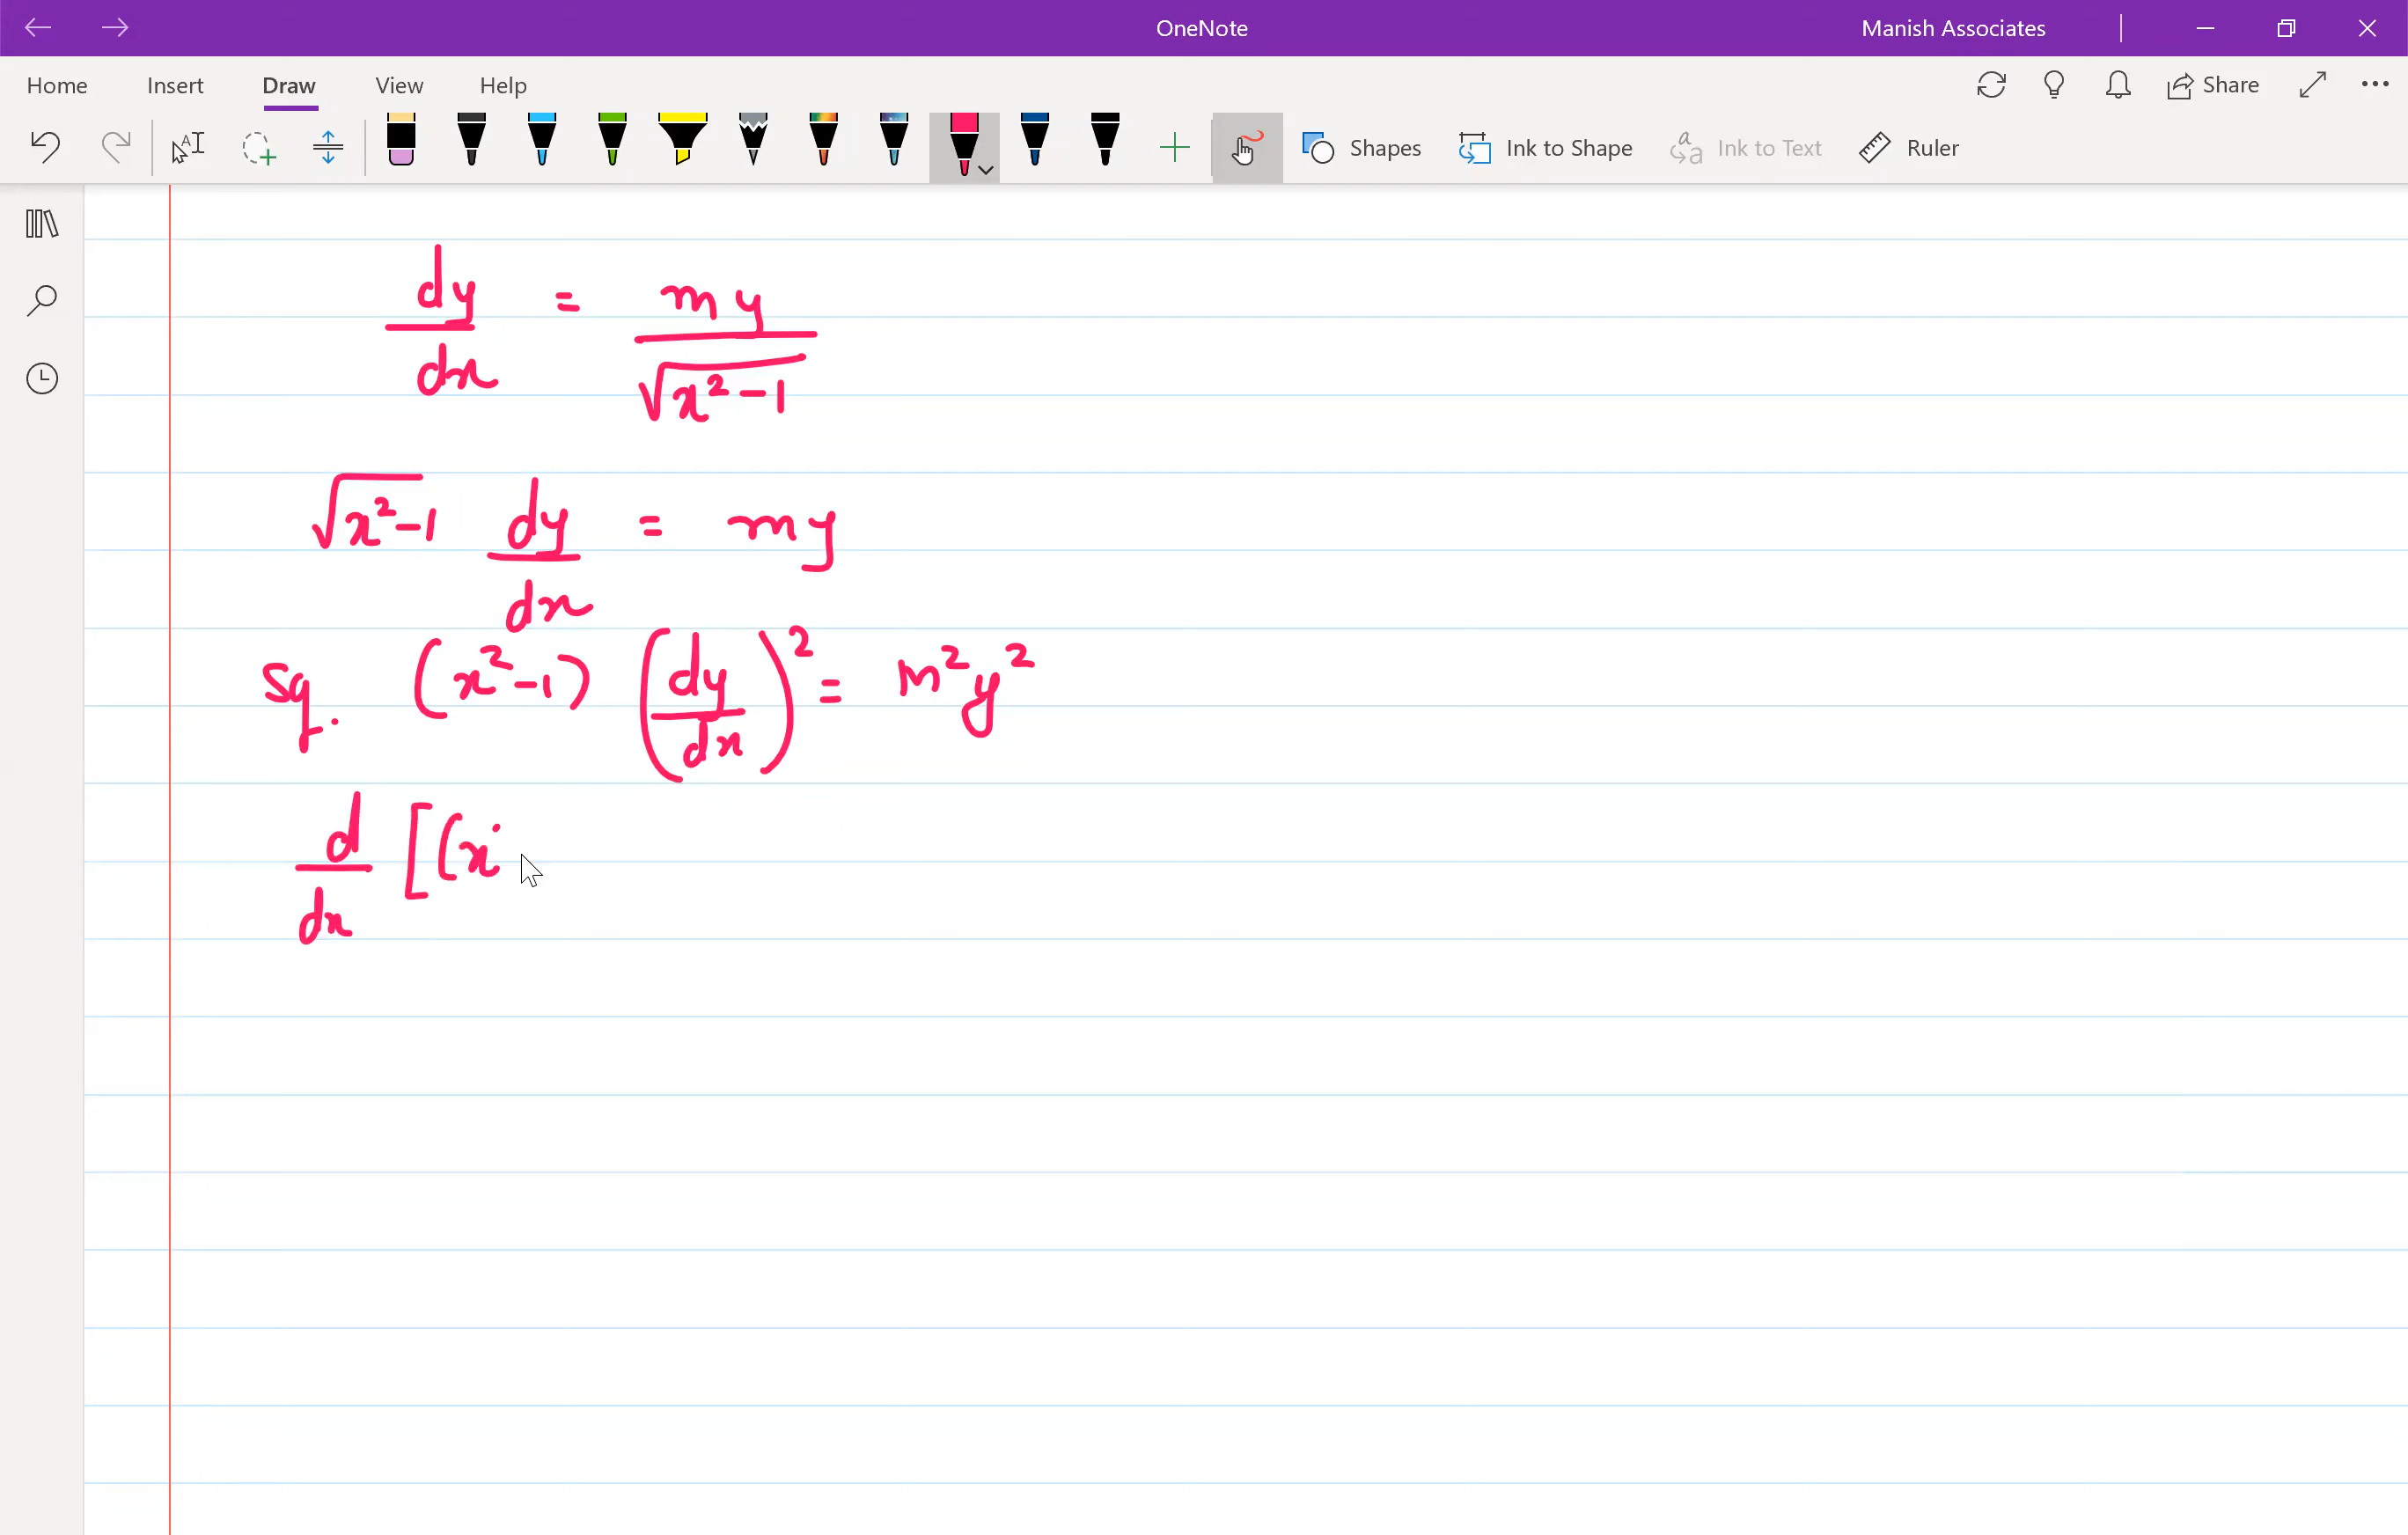 OneNote
Manish Associates
Home Insert Draw View Help Share
Shapes Ink to Shape Ink to Text Ruler
dy/dx = my/√x²-1
√x²-1 dy/dx = my
Sq. (x²-1) (dy/dx)² = m²y²
d/dx [(x